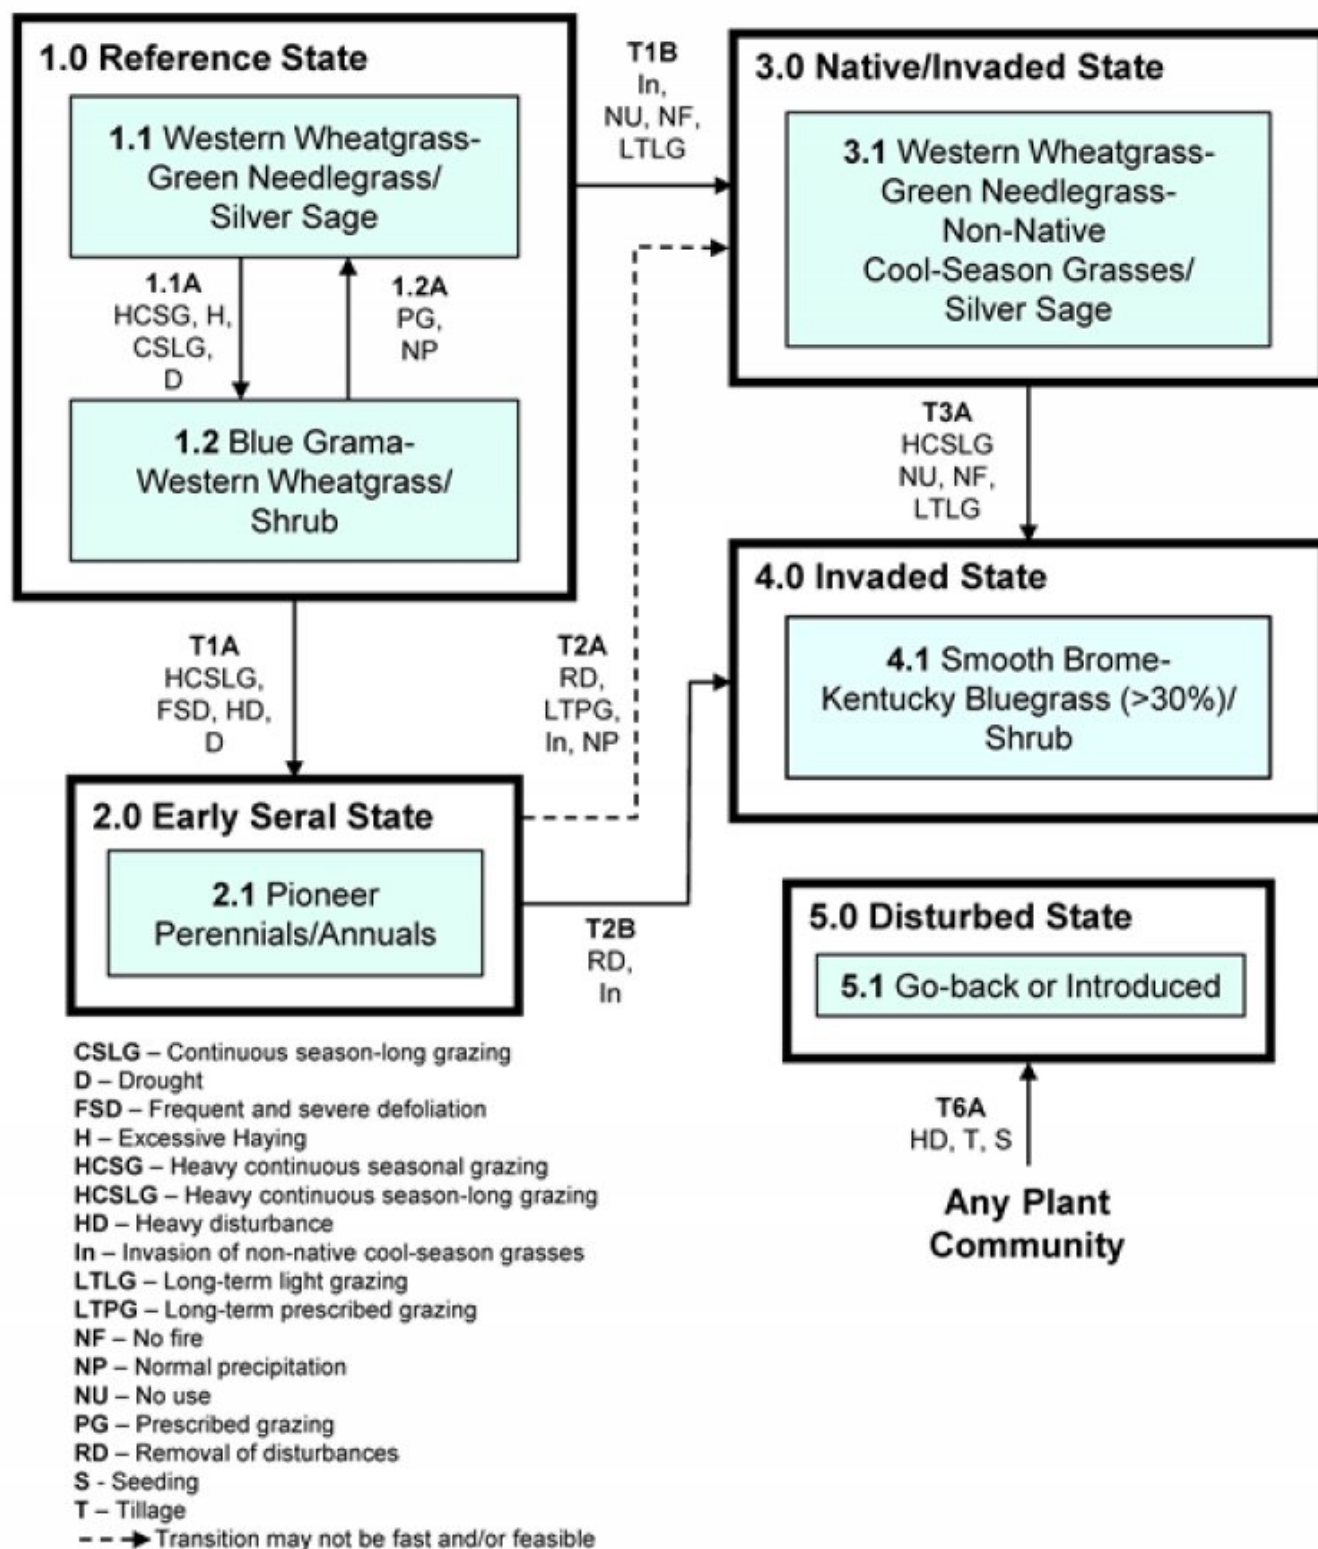 1.0 Reference State
1.1 Western Wheatgrass-
Green Needlegrass/
Silver Sage
1.1A
HCSG, H,
CSLG,
D
1.2A
PG,
NP
1.2 Blue Grama-
Western Wheatgrass/
Shrub
T1B
In,
NU, NF,
LTLG
3.0 Native/Invaded State
3.1 Western Wheatgrass-
Green Needlegrass-
Non-Native
Cool-Season Grasses/
Silver Sage
T3A
HCSLG
NU, NF,
LTLG
T1A
HCSLG,
FSD, HD,
D
T2A
RD,
LTPG,
In, NP
4.0 Invaded State
4.1 Smooth Brome-
Kentucky Bluegrass (>30%)/
Shrub
2.0 Early Seral State
2.1 Pioneer
Perennials/Annuals
T2B
RD,
In
5.0 Disturbed State
5.1 Go-back or Introduced
T6A
HD, T, S
Any Plant
Community
CSLG – Continuous season-long grazing
D – Drought
FSD – Frequent and severe defoliation
H – Excessive Haying
HCSG – Heavy continuous seasonal grazing
HCSLG – Heavy continuous season-long grazing
HD – Heavy disturbance
In – Invasion of non-native cool-season grasses
LTLG – Long-term light grazing
LTPG – Long-term prescribed grazing
NF – No fire
NP – Normal precipitation
NU – No use
PG – Prescribed grazing
RD – Removal of disturbances
S - Seeding
T – Tillage
Transition may not be fast and/or feasible